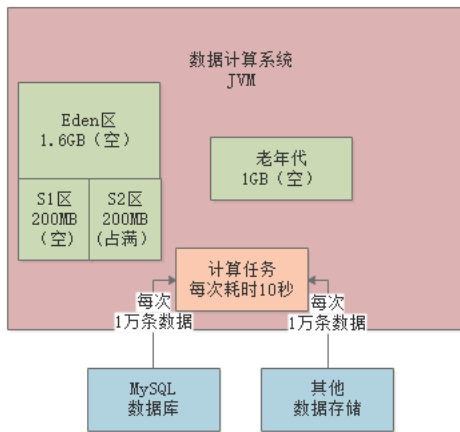 数据计算系统
JVM
Eden区
1.6GB（空）
老年代
1GB（空）
S1区
200MB
（空）
S2区
200MB
（占满）
计算任务
每次耗时10秒
每次
1万条数据
每次
1万条数据
MySQL
数据库
其他
数据存储